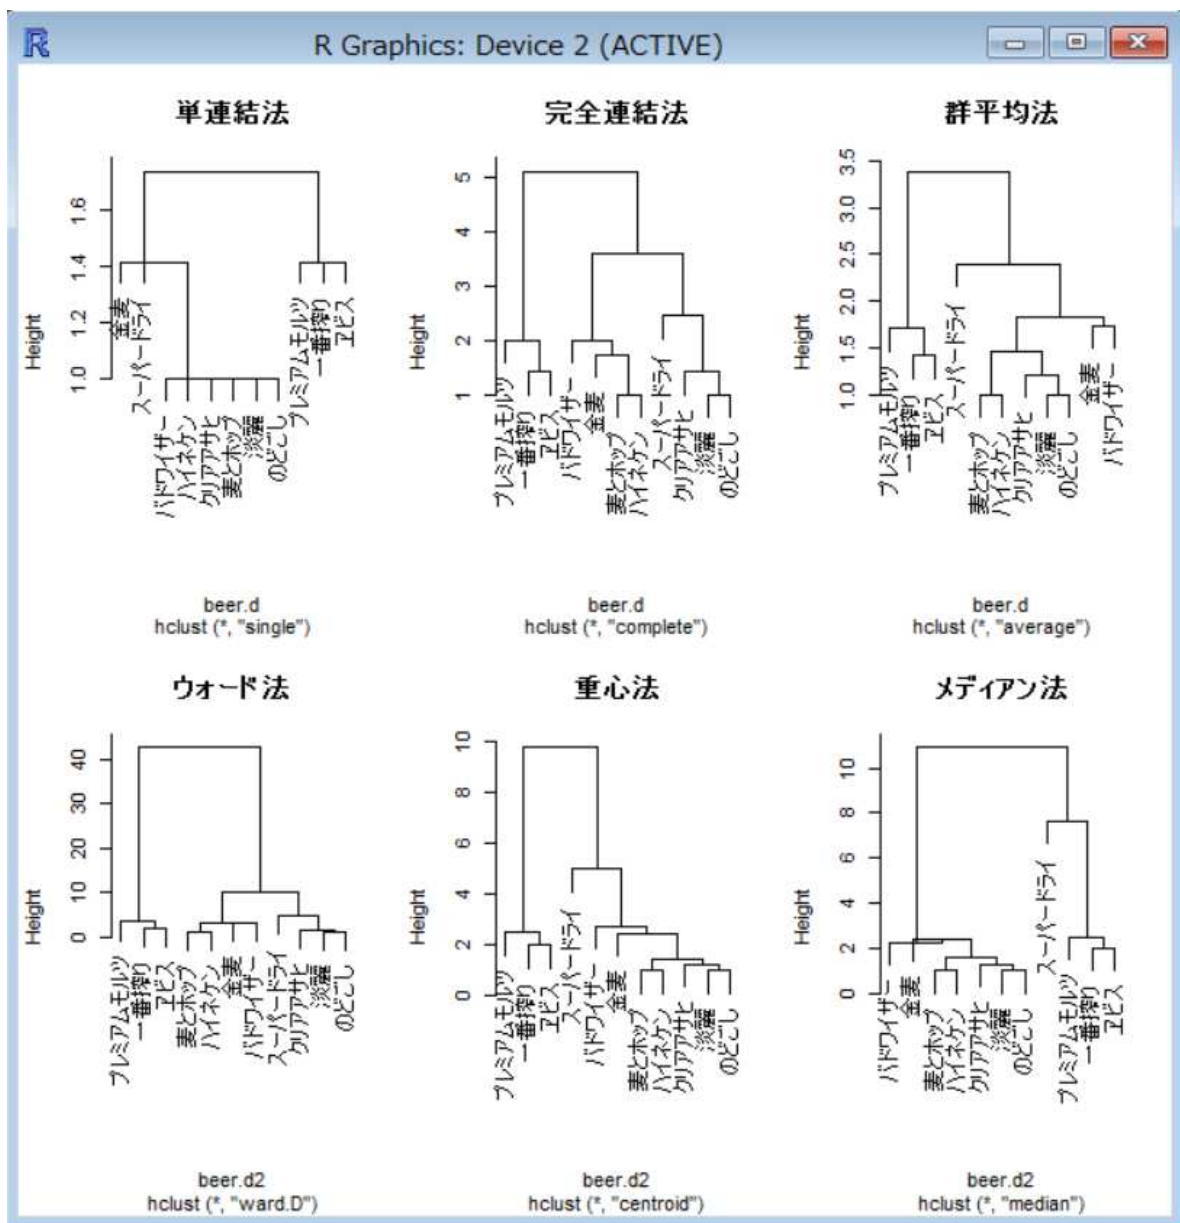 R Graphics: Device 2 (ACTIVE)
単連結法
Height
1.0 1.2 1.4 1.6
金麦
スーパードライ
バドワイザー
ハイネケン
クリアアサヒ
麦とホップ
淡麗
のどごし
プレミアムモルツ
一番搾り
ヱビス
beer.d
hclust (*, "single")
完全連結法
Height
1 2 3 4 5
プレミアムモルツ
一番搾り
ヱビス
バドワイザー
金麦
麦とホップ
ハイネケン
スーパードライ
クリアアサヒ
淡麗
のどごし
beer.d
hclust (*, "complete")
群平均法
Height
1.0 1.5 2.0 2.5 3.0 3.5
プレミアムモルツ
一番搾り
ヱビス
スーパードライ
麦とホップ
ハイネケン
クリアアサヒ
淡麗
のどごし
金麦
バドワイザー
beer.d
hclust (*, "average")
ウォード法
Height
0 10 20 30 40
プレミアムモルツ
一番搾り
ヱビス
麦とホップ
ハイネケン
金麦
バドワイザー
スーパードライ
クリアアサヒ
淡麗
のどごし
beer.d2
hclust (*, "ward.D")
重心法
Height
0 2 4 6 8 10
プレミアムモルツ
一番搾り
ヱビス
スーパードライ
バドワイザー
金麦
麦とホップ
ハイネケン
クリアアサヒ
淡麗
のどごし
beer.d2
hclust (*, "centroid")
メディアン法
Height
0 2 4 6 8 10
バドワイザー
金麦
麦とホップ
ハイネケン
クリアアサヒ
淡麗
のどごし
スーパードライ
プレミアムモルツ
一番搾り
ヱビス
beer.d2
hclust (*, "median")